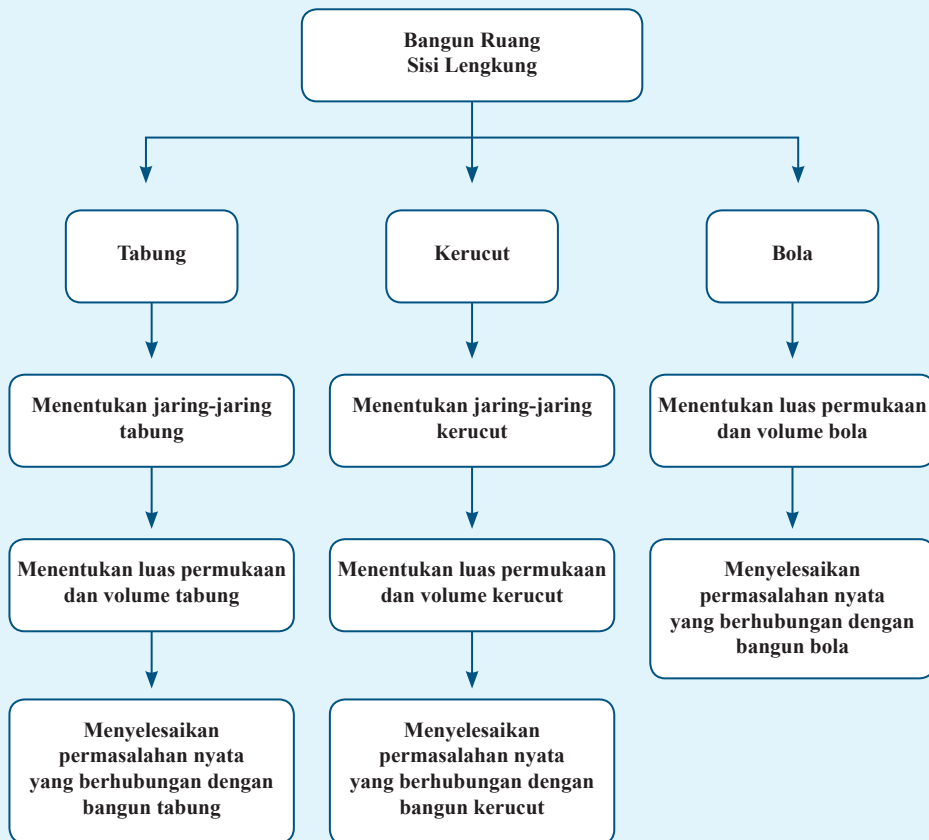 Bangun Ruang
Sisi Lengkung
Tabung
Kerucut
Bola
Menentukan jaring-jaring
tabung
Menentukan jaring-jaring
kerucut
Menentukan luas permukaan
dan volume bola
Menentukan luas permukaan
dan volume tabung
Menentukan luas permukaan
dan volume kerucut
Menyelesaikan
permasalahan nyata
yang berhubungan dengan
bangun bola
Menyelesaikan
permasalahan nyata
yang berhubungan dengan
bangun tabung
Menyelesaikan
permasalahan nyata
yang berhubungan dengan
bangun kerucut